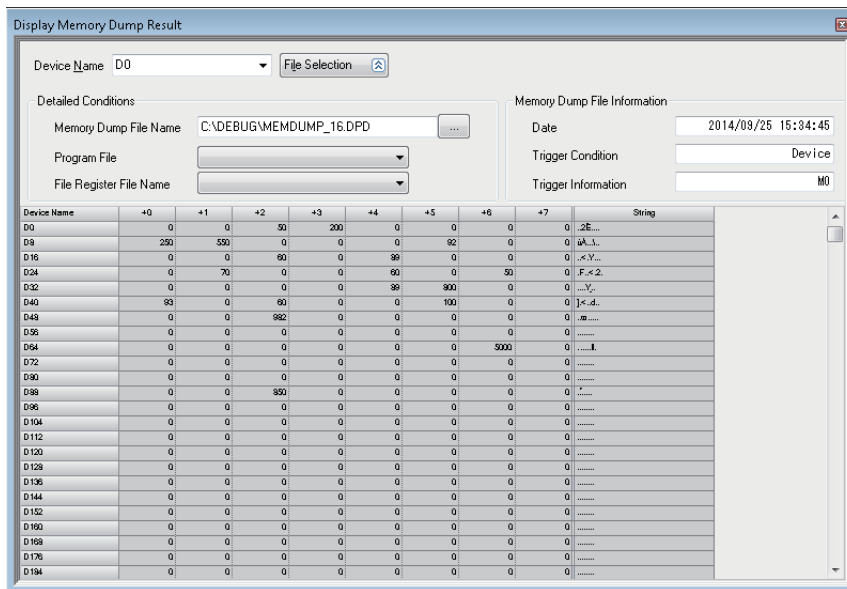 Display Memory Dump Result
Device Name D0 File Selection
Detailed Conditions
Memory Dump File Name C:\DEBUG\MEMDUMP_16.DPD ...
Program File
File Register File Name
Memory Dump File Information
Date 2014/09/25 15:34:45
Trigger Condition Device
Trigger Information M0
Device Name +0 +1 +2 +3 +4 +5 +6 +7 String
D0 0 0 50 200 0 0 0 0 ..2È....
D8 250 550 0 0 0 92 0 0
D16 0 0 60 0 89 0 0 0 ..<.Y...
D24 0 70 0 0 60 0 50 0 .F..<.2.
D32 0 0 0 0 89 800 0 0
D40 93 0 60 0 0 100 0 0 ].<..d..
D48 0 0 982 0 0 0 0 0
D56 0 0 0 0 0 0 0 0 ........
D64 0 0 0 0 0 0 5000 0
D72 0 0 0 0 0 0 0 0 ........
D80 0 0 0 0 0 0 0 0 ........
D88 0 0 850 0 0 0 0 0
D96 0 0 0 0 0 0 0 0 ........
D104 0 0 0 0 0 0 0 0 ........
D112 0 0 0 0 0 0 0 0 ........
D120 0 0 0 0 0 0 0 0 ........
D128 0 0 0 0 0 0 0 0 ........
D136 0 0 0 0 0 0 0 0 ........
D144 0 0 0 0 0 0 0 0 ........
D152 0 0 0 0 0 0 0 0 ........
D160 0 0 0 0 0 0 0 0 ........
D168 0 0 0 0 0 0 0 0 ........
D176 0 0 0 0 0 0 0 0 ........
D184 0 0 0 0 0 0 0 0 ........